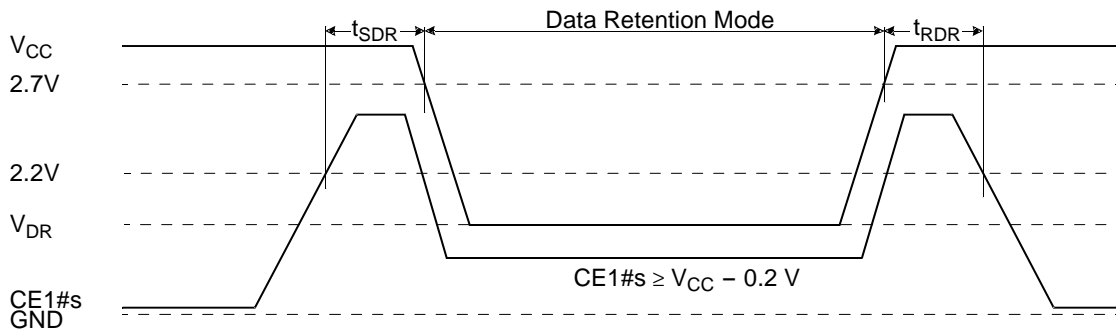 Data Retention Mode
tSDR
tRDR
VCC
2.7V
2.2V
VDR
CE1#s ≥ VCC − 0.2 V
CE1#s
GND